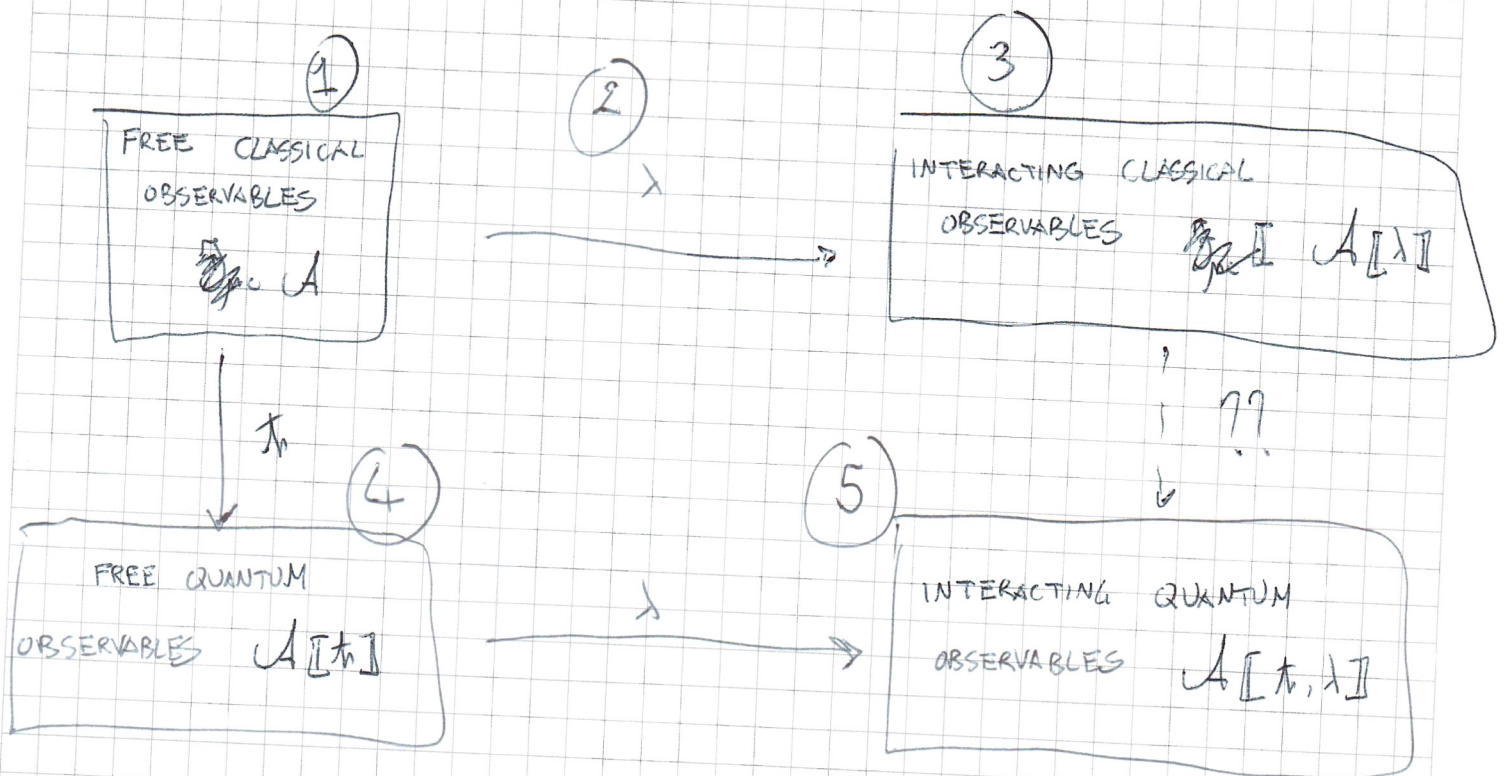 1
2
3
FREE CLASSICAL
OBSERVABLES
A
λ
INTERACTING CLASSICAL
OBSERVABLES A⟦λ⟧
ħ
??
4
5
FREE QUANTUM
OBSERVABLES A⟦ħ⟧
λ
INTERACTING QUANTUM
OBSERVABLES A⟦ħ, λ⟧